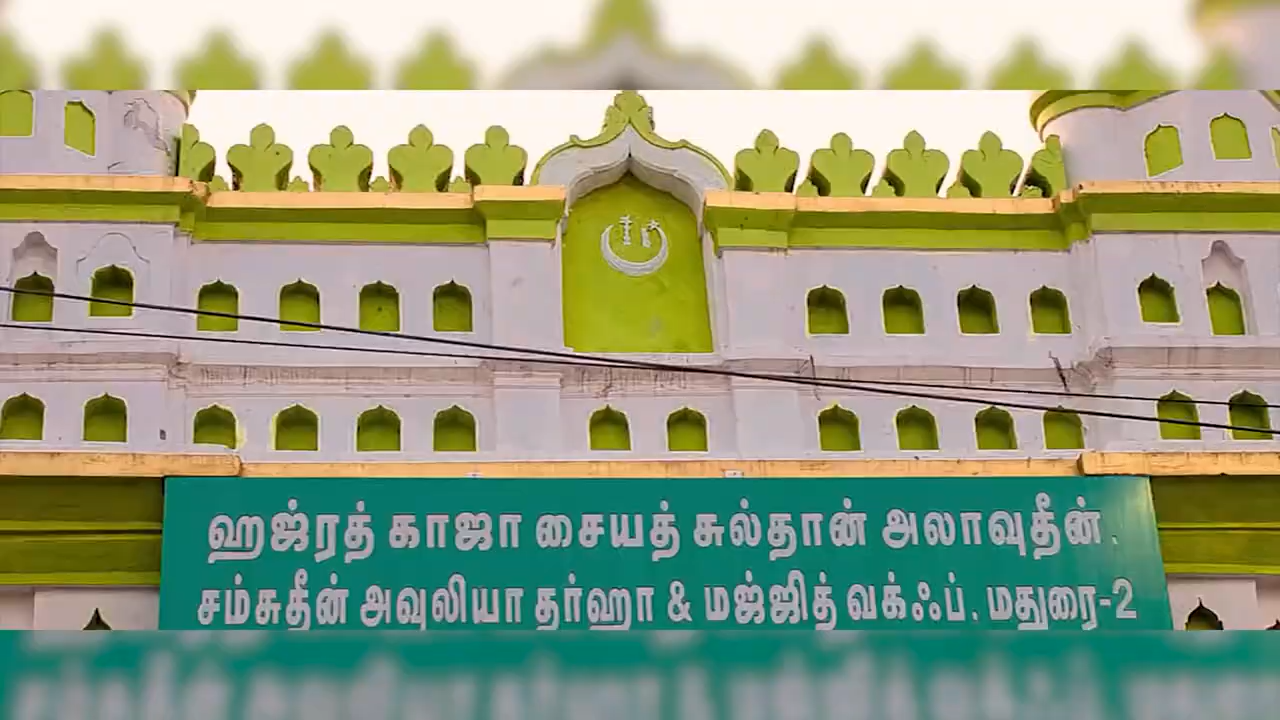 ஹஜ்ரத் காஜா சையத் சுல்தான் அலாவுதீன்.
சம்சுதீன் அவுலியா தர்ஹா & மஜ்ஜித் வக்ஃப். மதுரை-2